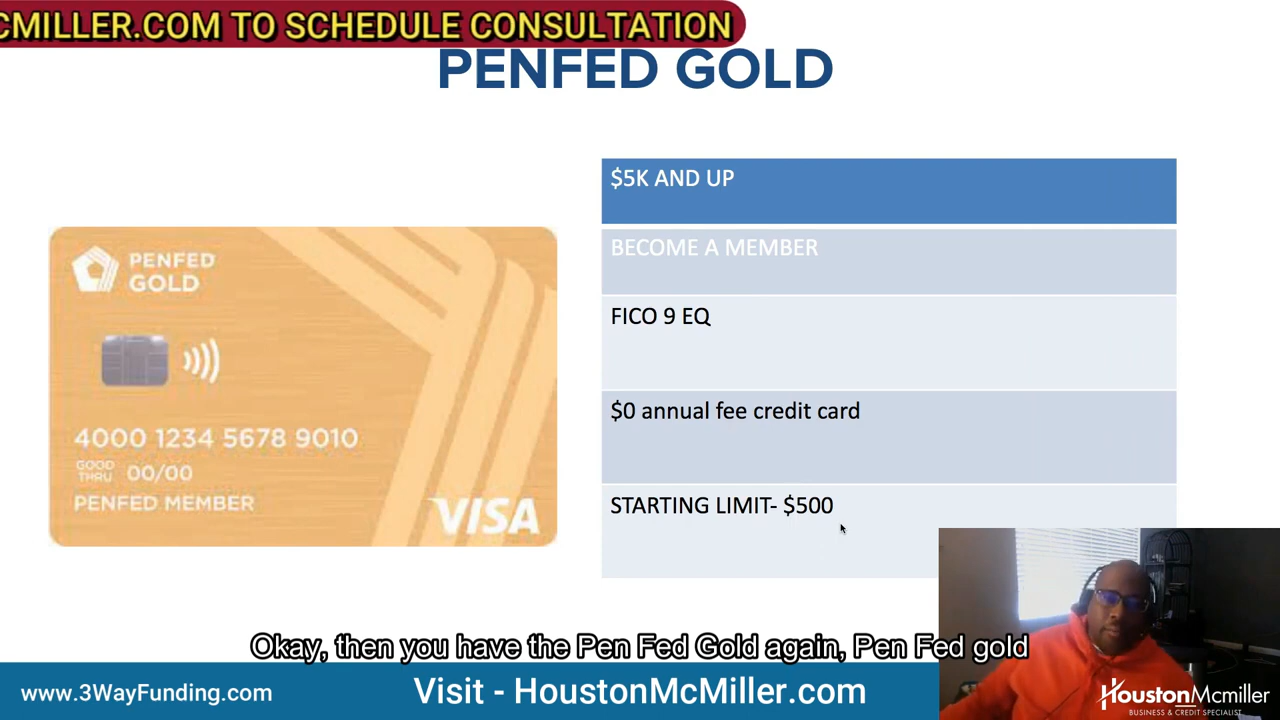 CMILLER.COM TO SCHEDULE CONSULTATION
PENFED GOLD
$5K AND UP
BECOME A MEMBER
FICO 9 EQ
$0 annual fee credit card
STARTING LIMIT- $500
PENFED
GOLD
4000 1234 5678 9010
GOOD
THRU 00/00
PENFED MEMBER
VISA
Okay, then you have the Pen Fed Gold again, Pen Fed gold
www.3WayFunding.com
Visit - HoustonMcMiller.com
HoustonMcmiller
BUSINESS & CREDIT SPECIALIST